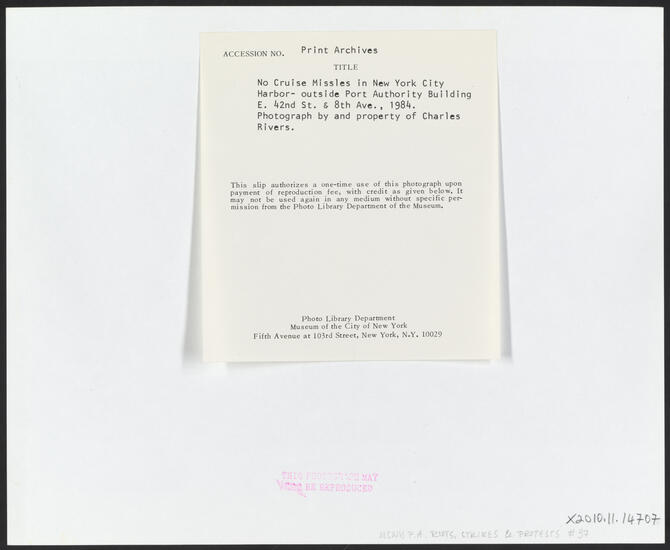 ACCESSION NO. Print Archives
TITLE
No Cruise Missles in New York City
Harbor- outside Port Authority Building
E. 42nd St. & 8th Ave., 1984.
Photograph by and property of Charles
Rivers.
This slip authorizes a one-time use of this photograph upon
payment of reproduction fee, with credit as given below. It
may not be used again in any medium without specific per-
mission from the Photo Library Department of the Museum.
Photo Library Department
Museum of the City of New York
Fifth Avenue at 103rd Street, New York, N.Y. 10029
THIS PHOTOGRAPH MAY
BE REPRODUCED
X2010.11.14707
MCNY P.A. RIOTS, STRIKES & PROTESTS #37